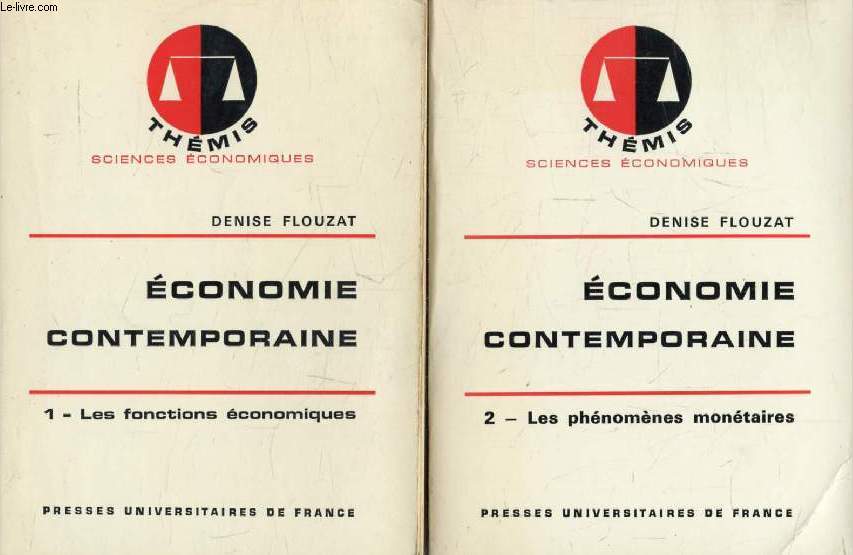 Le-livre.com
THÉMIS
SCIENCES ÉCONOMIQUES
DENISE FLOUZAT
ÉCONOMIE
CONTEMPORAINE
1 - Les fonctions économiques
PRESSES UNIVERSITAIRES DE FRANCE
THÉMIS
SCIENCES ÉCONOMIQUES
DENISE FLOUZAT
ÉCONOMIE
CONTEMPORAINE
2 – Les phénomènes monétaires
PRESSES UNIVERSITAIRES DE FRANCE